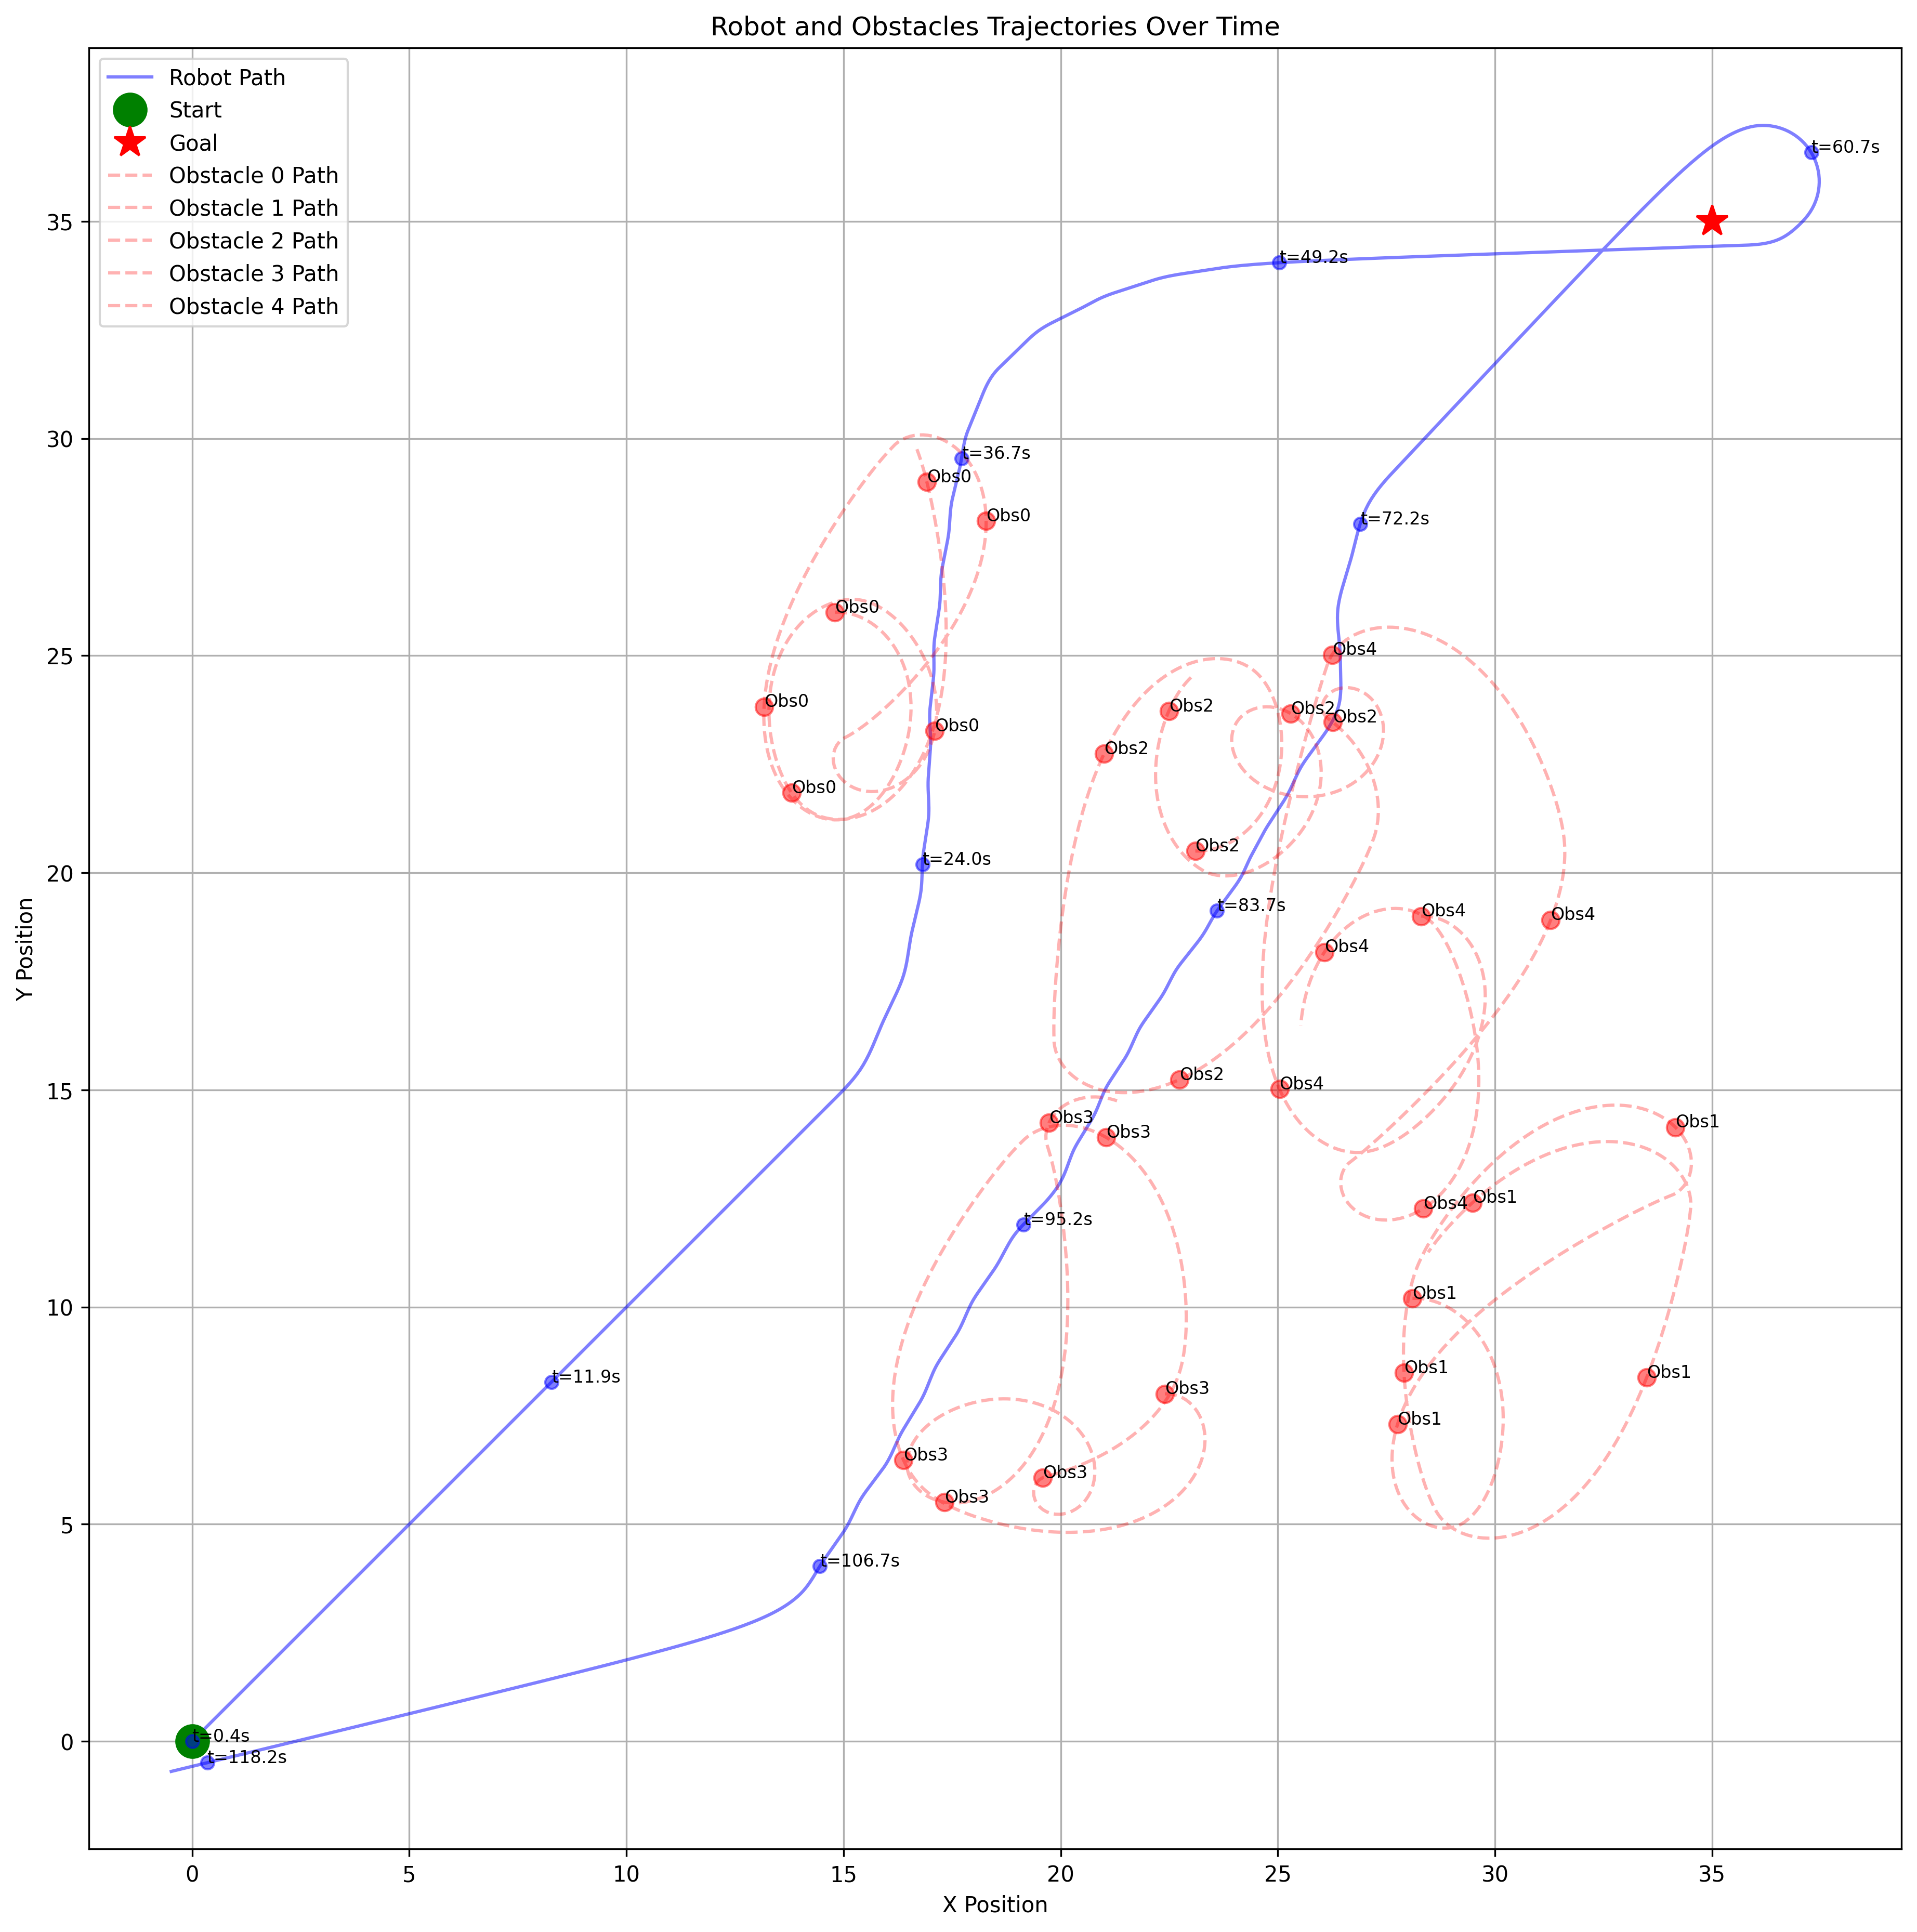 Robot and Obstacles Trajectories Over Time
Robot Path
Start
Goal
Obstacle 0 Path
Obstacle 1 Path
Obstacle 2 Path
Obstacle 3 Path
Obstacle 4 Path
t=60.7s
t=49.2s
t=36.7s
Obs0
Obs0
t=72.2s
Obs0
Obs4
Obs0
Obs2
Obs2
Obs2
Obs0
Obs2
Obs0
Obs2
t=24.0s
t=83.7s
Obs4
Obs4
Obs4
Obs2
Obs4
Obs3
Obs3
Obs1
t=95.2s
Obs4
Obs1
Obs1
Obs1
Obs1
Obs1
t=11.9s
Obs3
Obs3
Obs3
Obs3
t=106.7s
t=0.4s
t=118.2s
35
30
25
20
15
10
5
0
Y Position
0
5
10
15
20
25
30
35
X Position